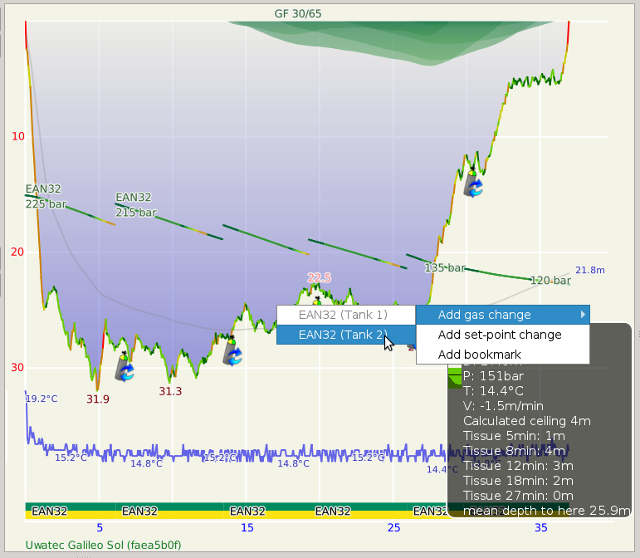 GF 30/65
10
EAN32
225 bar
EAN32
215 bar
20
135 bar
120 bar
21.8m
22.5
EAN32 (Tank 1)
Add gas change
EAN32 (Tank 2)
Add set-point change
Add bookmark
30
31.9
31.3
P: 151bar
T: 14.4°C
V: -1.5m/min
Calculated ceiling 4m
Tissue 5min: 1m
Tissue 8min: 4m
Tissue 12min: 3m
Tissue 18min: 2m
Tissue 27min: 0m
mean depth to here 25.9m
19.2°C
15.2°C
14.8°C
15.2°C
14.8°C
15.2°C
14.4°C
EAN32
EAN32
EAN32
EAN32
EAN32
5
15
25
35
Uwatec Galileo Sol (faea5b0f)